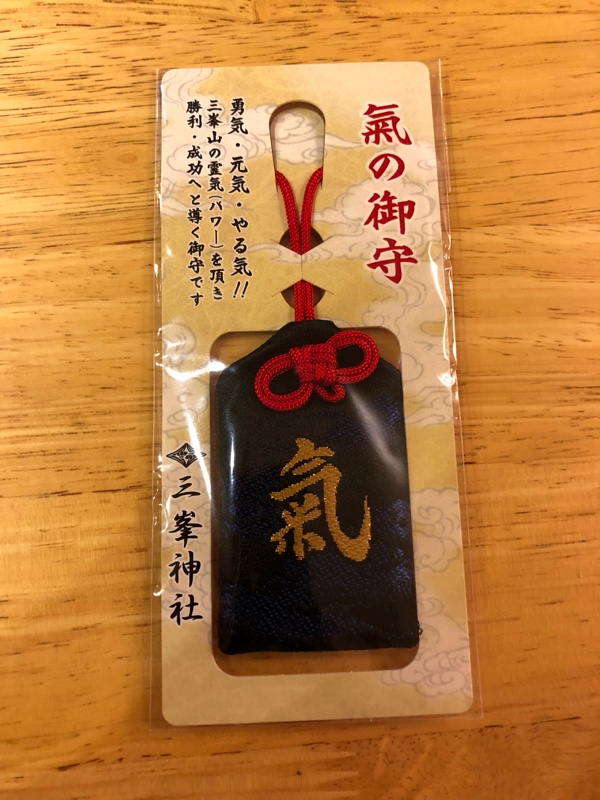 氣の御守
勇気・元気・やる気!!
三峯山の霊気(パワー)を頂き
勝利・成功へと導く御守です
氣
三峯神社